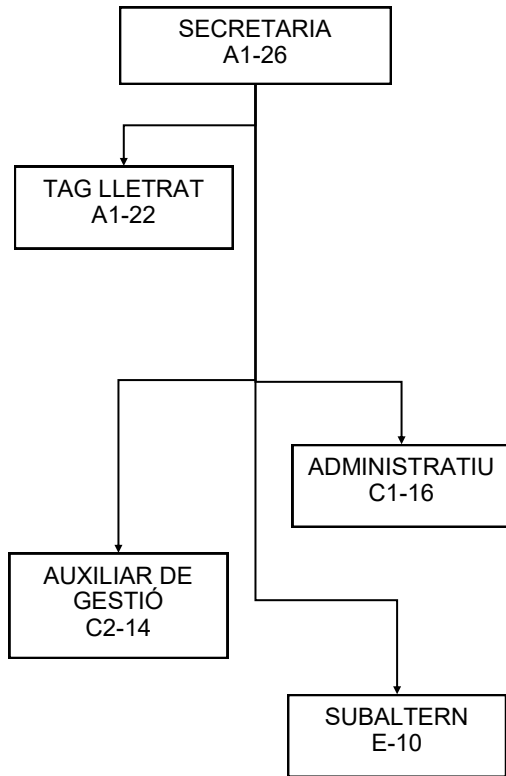 SECRETARIA
A1-26
TAG LLETRAT
A1-22
ADMINISTRATIU
C1-16
AUXILIAR DE
GESTIÓ
C2-14
SUBALTERN
E-10